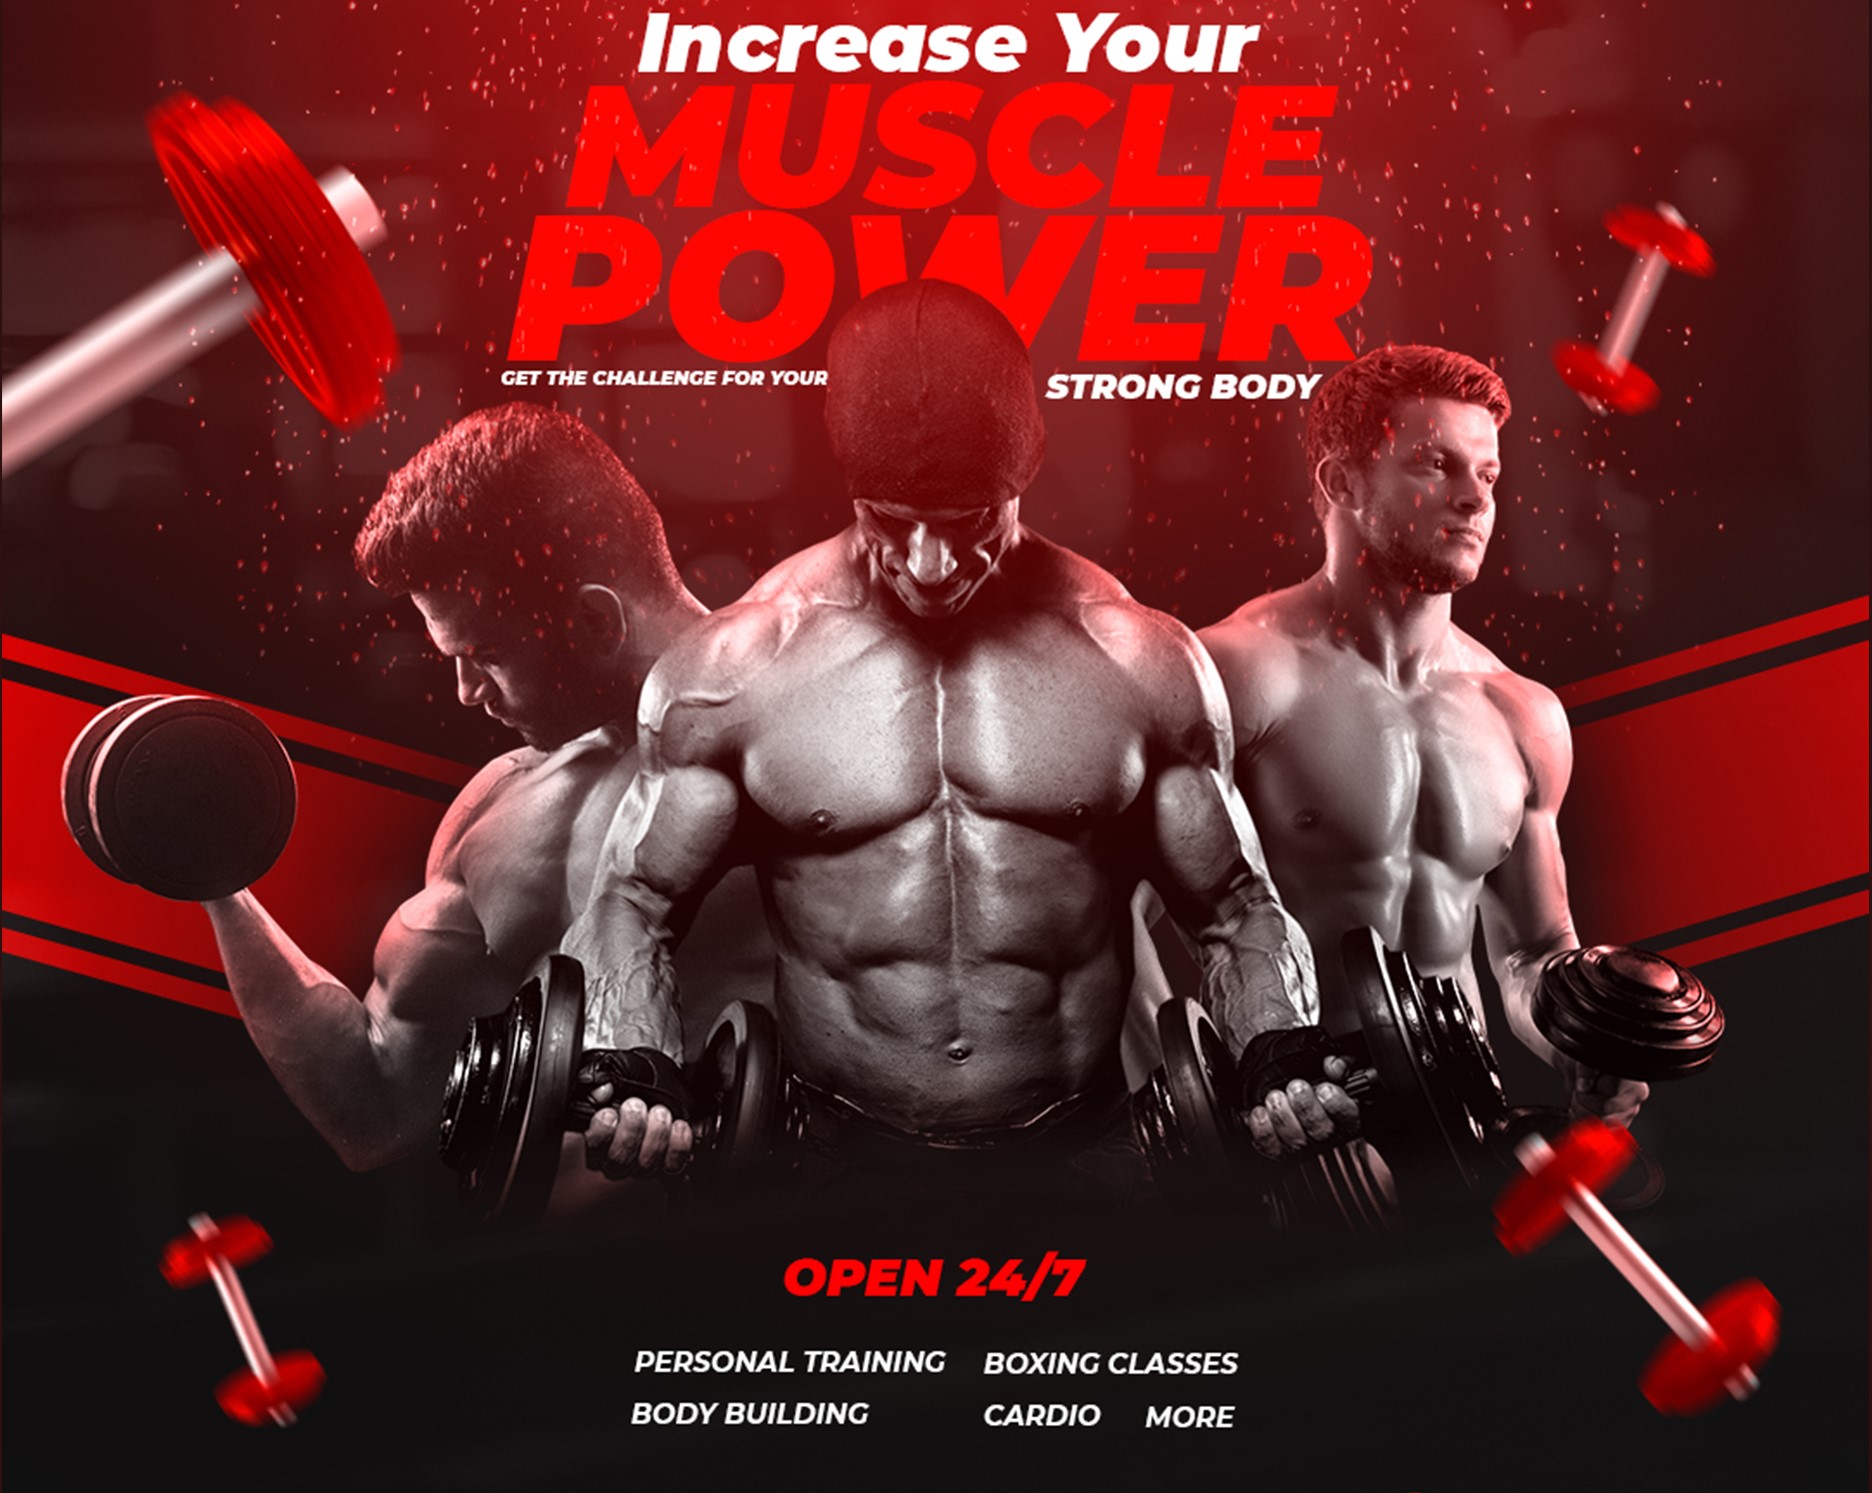 Increase Your
MUSCLE
POWER
GET THE CHALLENGE FOR YOUR STRONG BODY
OPEN 24/7
PERSONAL TRAINING BOXING CLASSES
BODY BUILDING CARDIO MORE